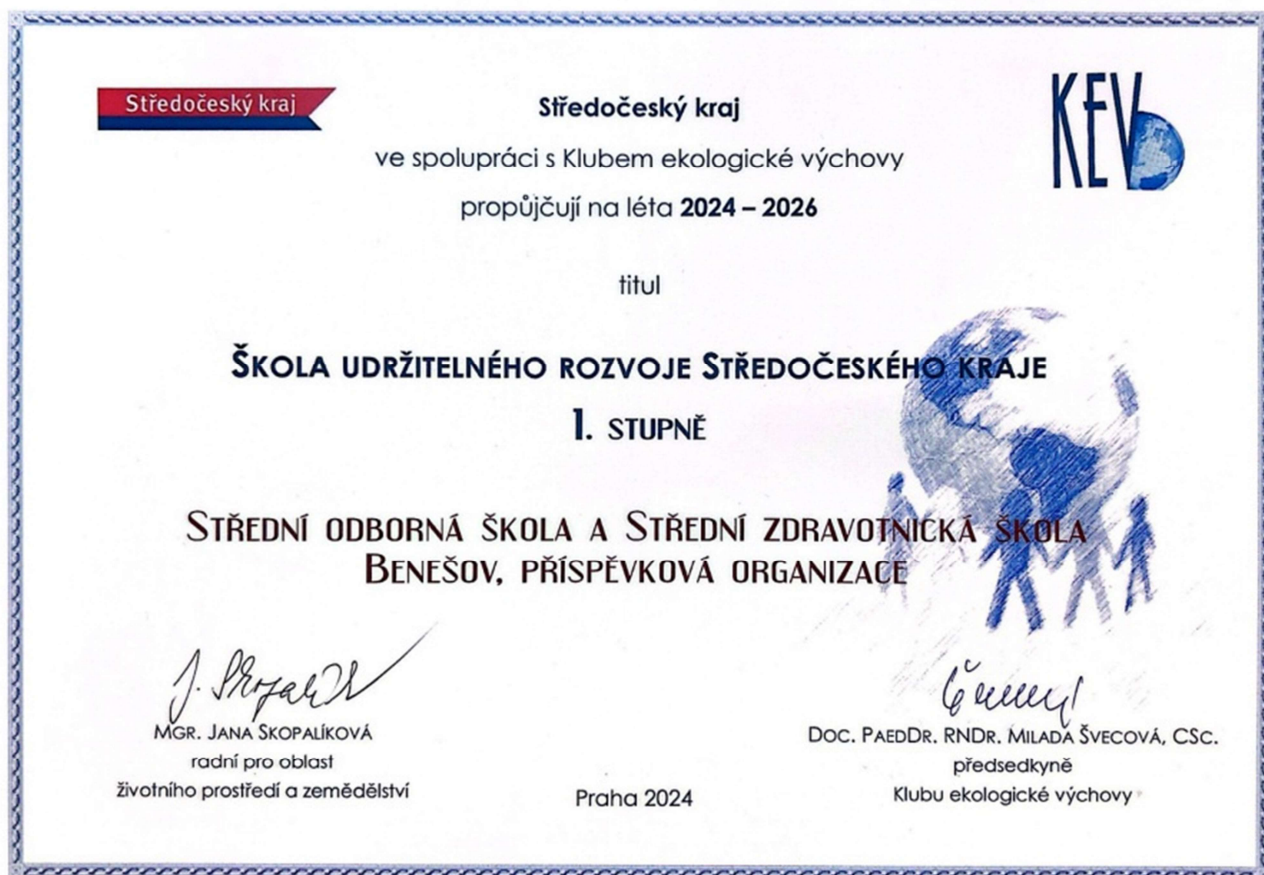 Středočeský kraj
KEV
Středočeský kraj
ve spolupráci s Klubem ekologické výchovy
propůjčují na léta 2024 – 2026
titul
ŠKOLA UDRŽITELNÉHO ROZVOJE STŘEDOČESKÉHO KRAJE
1. STUPNĚ
STŘEDNÍ ODBORNÁ ŠKOLA A STŘEDNÍ ZDRAVOTNICKÁ ŠKOLA
BENEŠOV, PŘÍSPĚVKOVÁ ORGANIZACE
J. Skopalík
MGR. JANA SKOPALÍKOVÁ
radní pro oblast
životního prostředí a zemědělství
Praha 2024
DOC. PAEDDR. RNDR. MILADA ŠVECOVÁ, CSC.
předsedkyně
Klubu ekologické výchovy